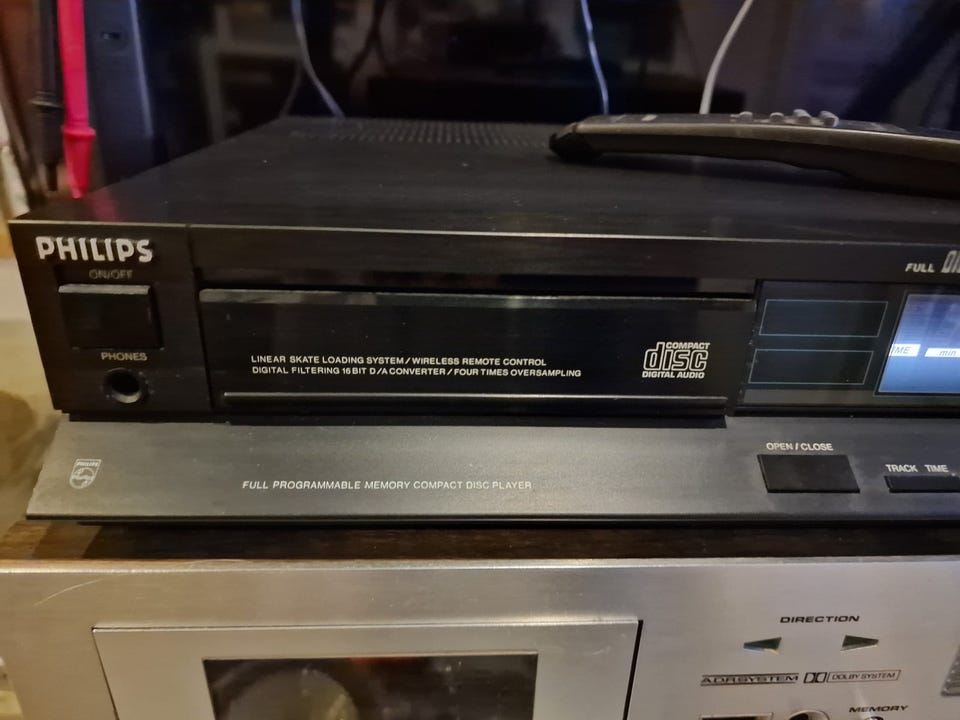 PHILIPS
ON/OFF
PHONES
LINEAR SKATE LOADING SYSTEM / WIRELESS REMOTE CONTROL
DIGITAL FILTERING 16 BIT D/A CONVERTER / FOUR TIMES OVERSAMPLING
COMPACT
disc
DIGITAL AUDIO
FULL
min
OPEN / CLOSE
TRACK TIME
PHILIPS
FULL PROGRAMMABLE MEMORY COMPACT DISC PLAYER
DIRECTION
ADRSYSTEM DOLBY SYSTEM
MEMORY